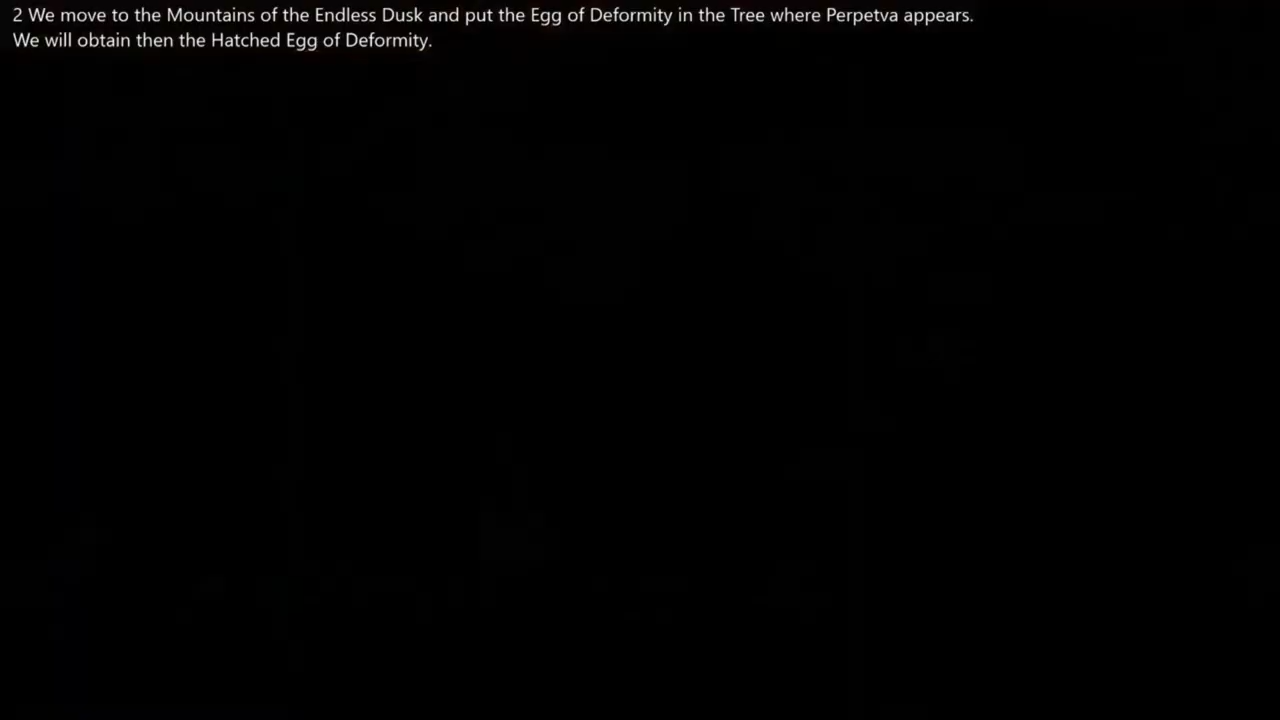 2 We move to the Mountains of the Endless Dusk and put the Egg of Deformity in the Tree where Perpetva appears.
We will obtain then the Hatched Egg of Deformity.